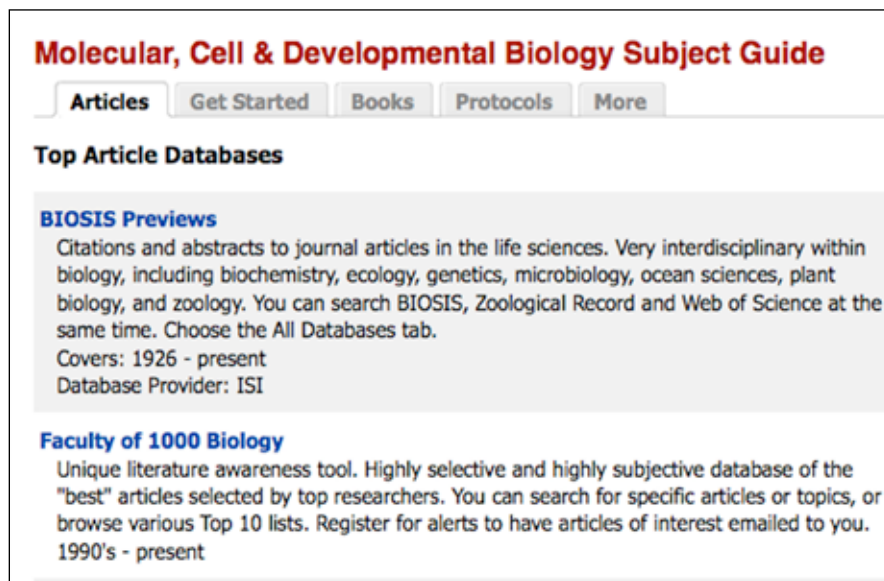 Molecular, Cell & Developmental Biology Subject Guide
Articles Get Started Books Protocols More
Top Article Databases
BIOSIS Previews
Citations and abstracts to journal articles in the life sciences. Very interdisciplinary within
biology, including biochemistry, ecology, genetics, microbiology, ocean sciences, plant
biology, and zoology. You can search BIOSIS, Zoological Record and Web of Science at the
same time. Choose the All Databases tab.
Covers: 1926 - present
Database Provider: ISI
Faculty of 1000 Biology
Unique literature awareness tool. Highly selective and highly subjective database of the
"best" articles selected by top researchers. You can search for specific articles or topics, or
browse various Top 10 lists. Register for alerts to have articles of interest emailed to you.
1990's - present